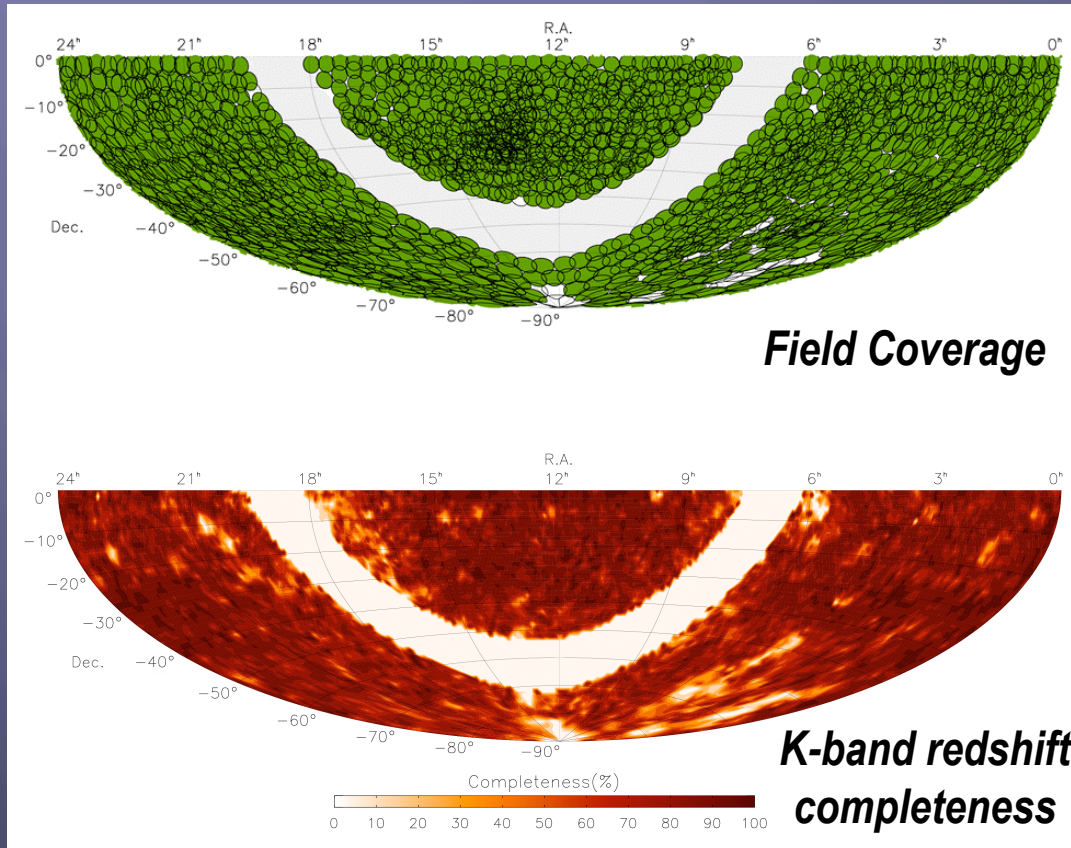 R.A.
24ʰ 21ʰ 18ʰ 15ʰ 12ʰ 9ʰ 6ʰ 3ʰ 0ʰ
0°
−10°
−20°
−30°
Dec.
−40°
−50°
−60°
−70°
−80°
−90°
Field Coverage
R.A.
24ʰ 21ʰ 18ʰ 15ʰ 12ʰ 9ʰ 6ʰ 3ʰ 0ʰ
0°
−10°
−20°
−30°
Dec.
−40°
−50°
−60°
−70°
−80°
−90°
K-band redshift
completeness
Completeness(%)
0 10 20 30 40 50 60 70 80 90 100